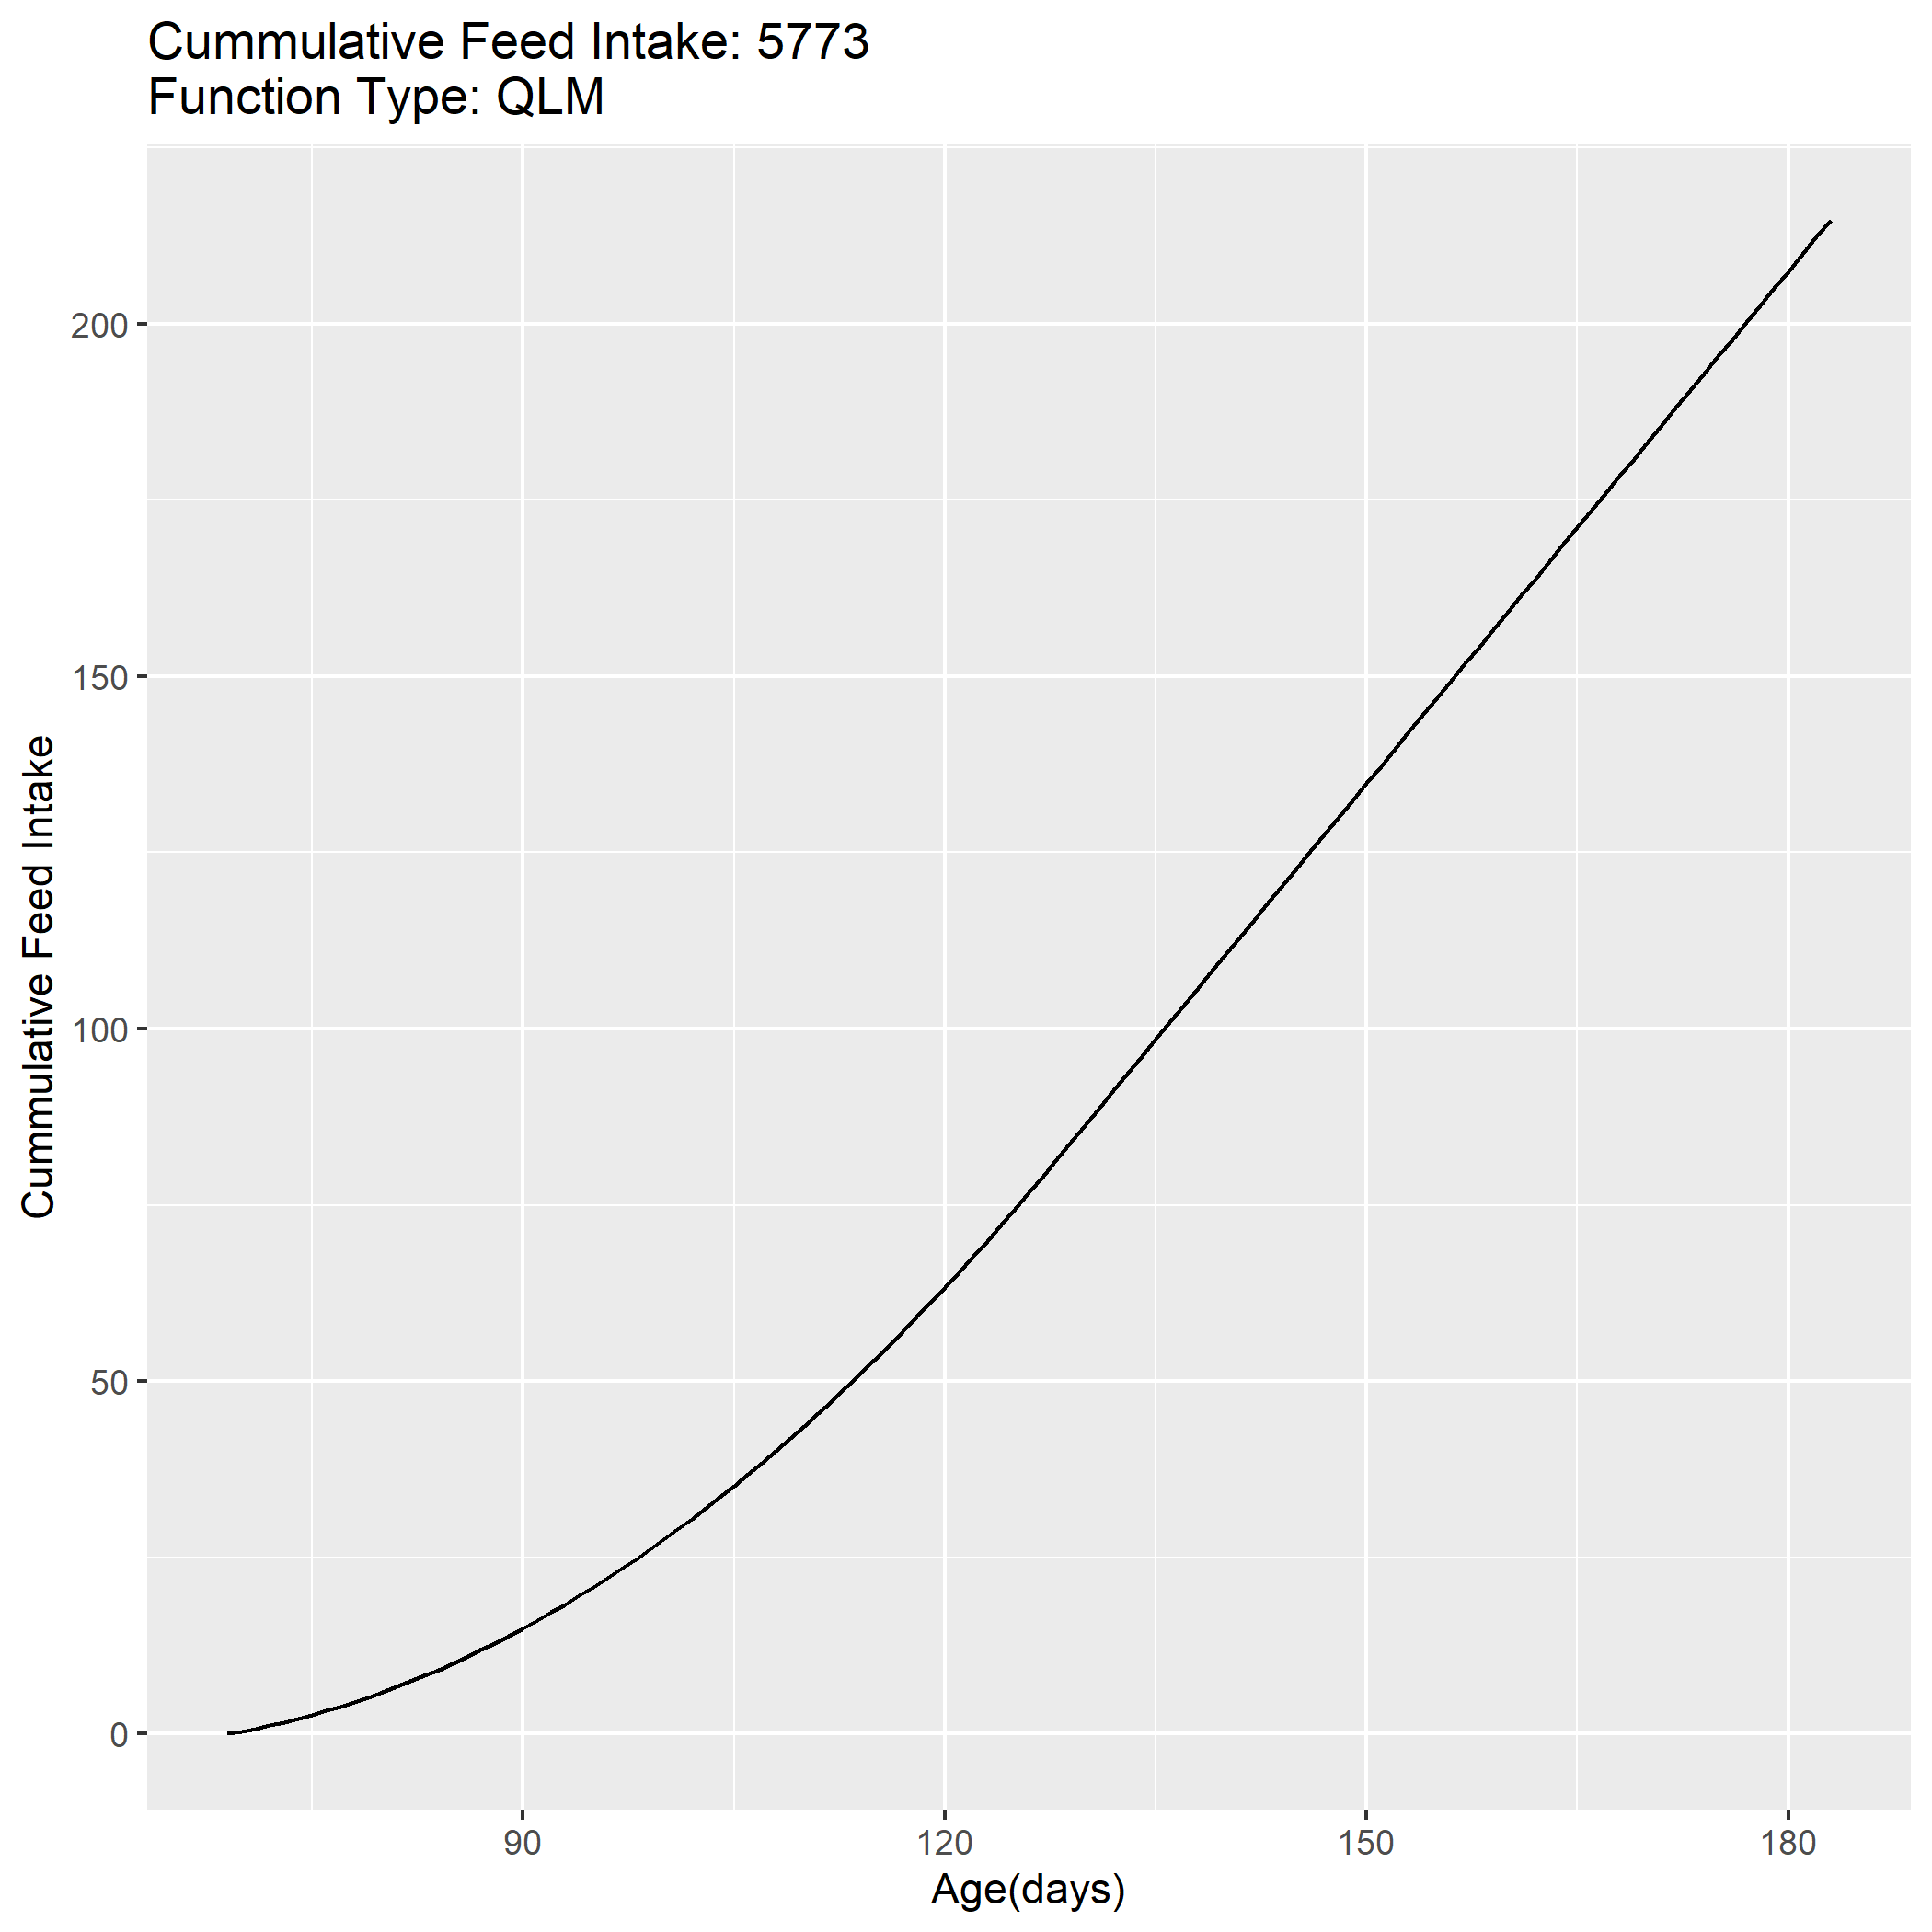 Cummulative Feed Intake: 5773
Function Type: QLM
Cummulative Feed Intake
200
150
100
50
0
90
120
150
180
Age(days)